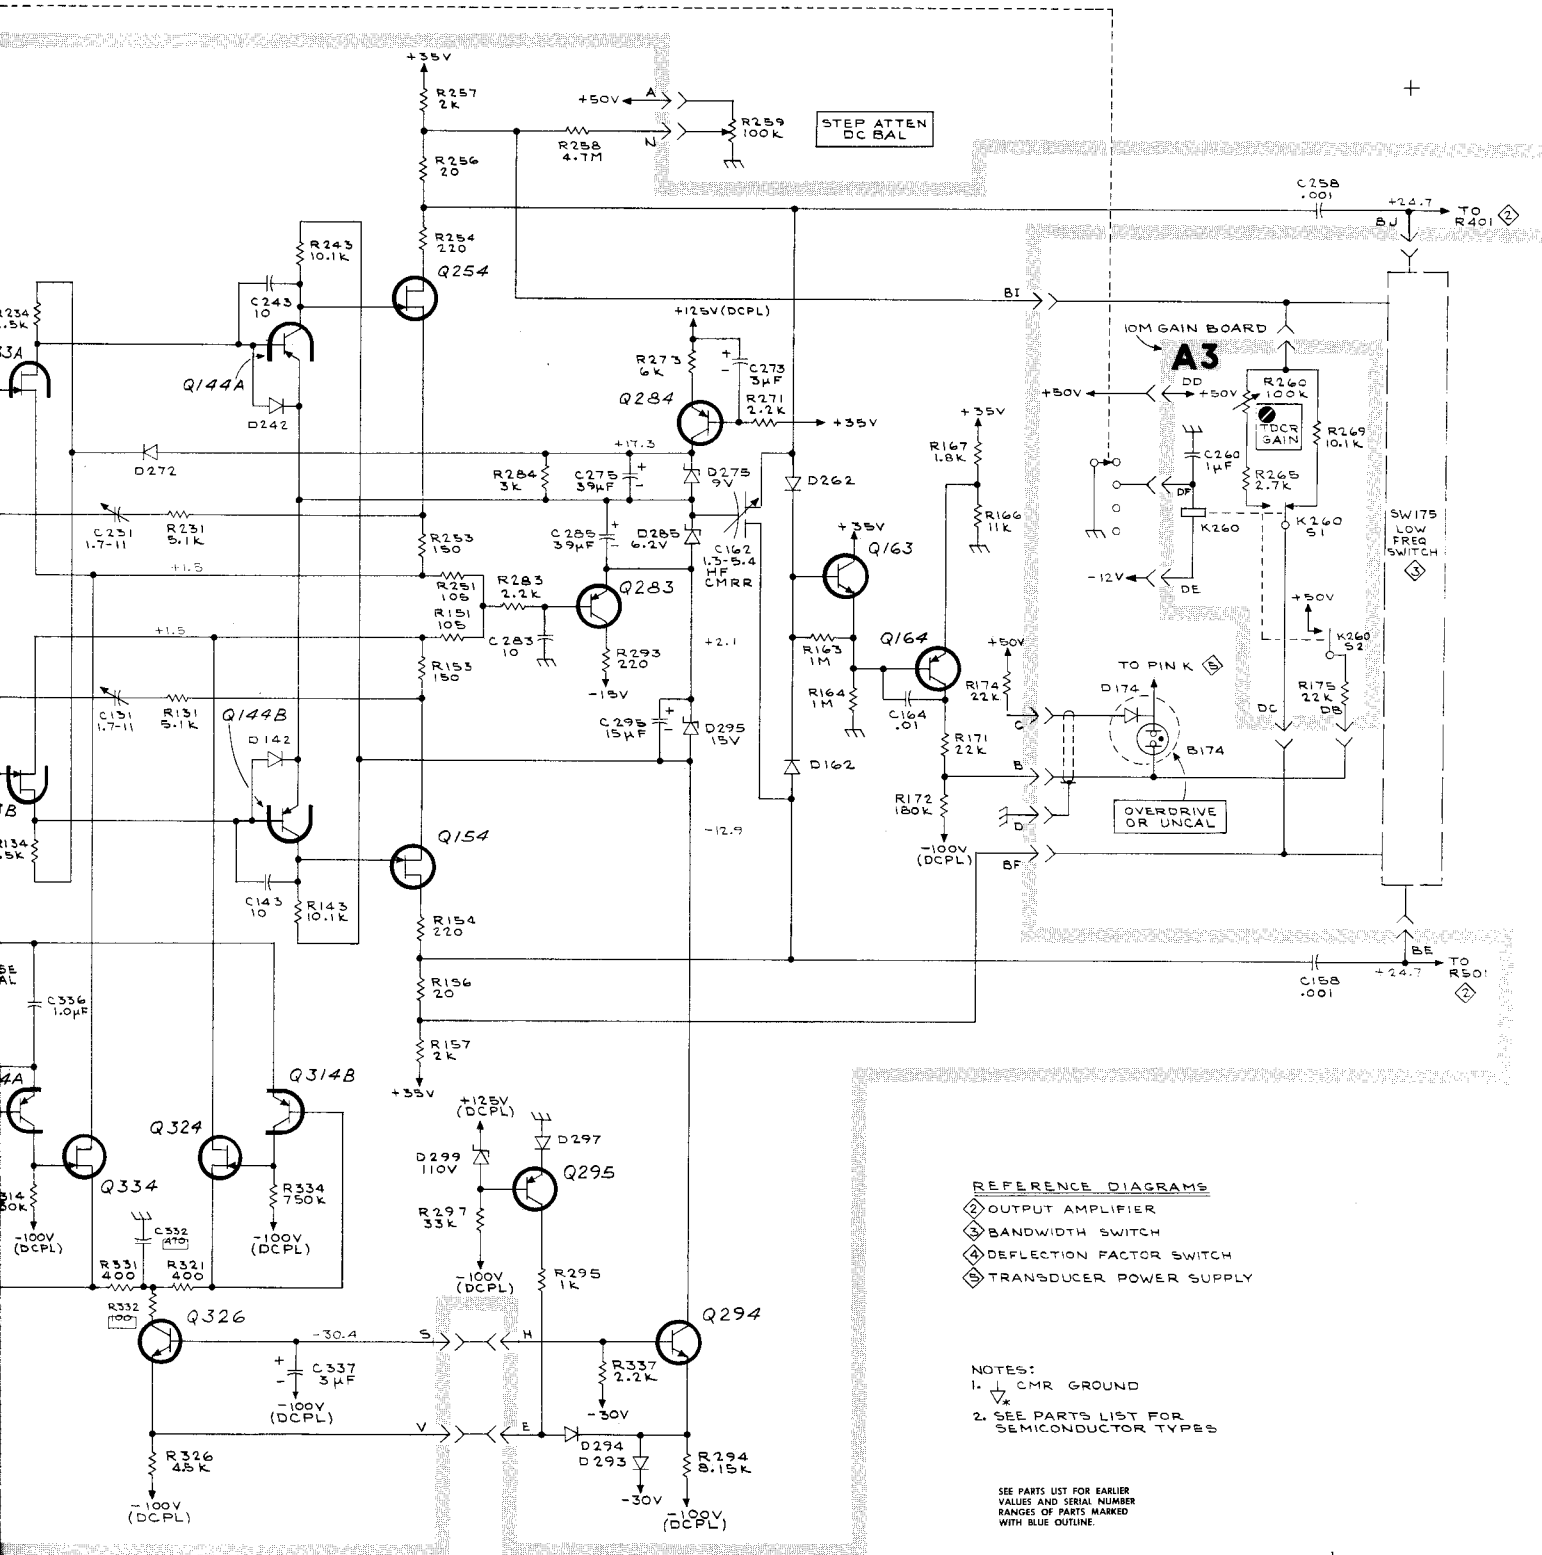 +35V
R257
2K
+50V
A
N
R259
100K
STEP ATTEN
DC BAL
R258
4.7M
R256
20
C258
.001
+24.7
BJ
TO
R401
2
R254
220
Q254
R243
10.1K
C243
10
BI
+125V(DCPL)
10M GAIN BOARD
A3
R273
6K
C273
3µF
R271
2.2K
+35V
Q284
Q144A
D242
DD
+50V
+50V
R260
100K
TDCR
GAIN
R269
10.1K
C260
1µF
R265
2.7K
DF
K260
K260
S1
+35V
R167
1.8K
R166
11K
D272
+17.3
R284
3K
C275
39µF
D275
9V
D262
C231
1.7-11
R231
5.1K
R253
150
C285
39µF
D285
6.2V
C162
1.3-5.4
HF
CMRR
+35V
Q163
-12V
DE
+50V
SW175
LOW
FREQ
SWITCH
3
+1.5
R251
105
R151
105
R283
2.2K
Q283
C283
10
R293
220
-15V
+2.1
R163
1M
Q164
+50V
K260
S2
+1.5
R153
150
C131
1.7-11
R131
5.1K
Q144B
D142
R164
1M
C164
.01
R174
22K
TO PIN K
5
D174
R175
22K
DC
DB
C
C295
15µF
D295
15V
R171
22K
B174
D162
B
R172
180K
-100V
(DCPL)
D
OVERDRIVE
OR UNCAL
-12.9
BF
Q154
C143
10
R143
10.1K
R154
220
BE
TO
R501
2
+24.7
C158
.001
R156
20
C336
1.0µF
R157
2K
+35V
Q314B
+125V
(DCPL)
D297
D299
110V
Q295
Q324
Q334
R334
750K
R297
33K
-100V
(DCPL)
C332
470
-100V
(DCPL)
-100V
(DCPL)
R331
400
R321
400
R295
1K
R332
100
Q326
-30.4
S
H
Q294
C337
3µF
-100V
(DCPL)
R337
2.2K
-30V
V
E
D294
D293
-30V
R294
8.15K
-100V
(DCPL)
R326
4.5K
-100V
(DCPL)
REFERENCE DIAGRAMS
2 OUTPUT AMPLIFIER
3 BANDWIDTH SWITCH
4 DEFLECTION FACTOR SWITCH
5 TRANSDUCER POWER SUPPLY
NOTES:
1. * CMR GROUND
2. SEE PARTS LIST FOR
SEMICONDUCTOR TYPES
SEE PARTS LIST FOR EARLIER
VALUES AND SERIAL NUMBER
RANGES OF PARTS MARKED
WITH BLUE OUTLINE.